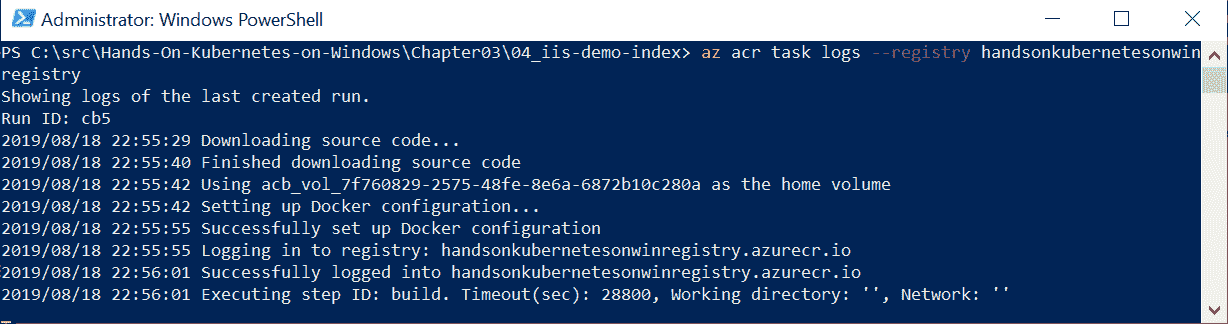 Administrator: Windows PowerShell
PS C:\src\Hands-On-Kubernetes-on-Windows\Chapter03\04_iis-demo-index> az acr task logs --registry handsonkubernetesonwin
registry
Showing logs of the last created run.
Run ID: cb5
2019/08/18 22:55:29 Downloading source code...
2019/08/18 22:55:40 Finished downloading source code
2019/08/18 22:55:42 Using acb_vol_7f760829-2575-48fe-8e6a-6872b10c280a as the home volume
2019/08/18 22:55:42 Setting up Docker configuration...
2019/08/18 22:55:55 Successfully set up Docker configuration
2019/08/18 22:55:55 Logging in to registry: handsonkubernetesonwinregistry.azurecr.io
2019/08/18 22:56:01 Successfully logged into handsonkubernetesonwinregistry.azurecr.io
2019/08/18 22:56:01 Executing step ID: build. Timeout(sec): 28800, Working directory: '', Network: ''